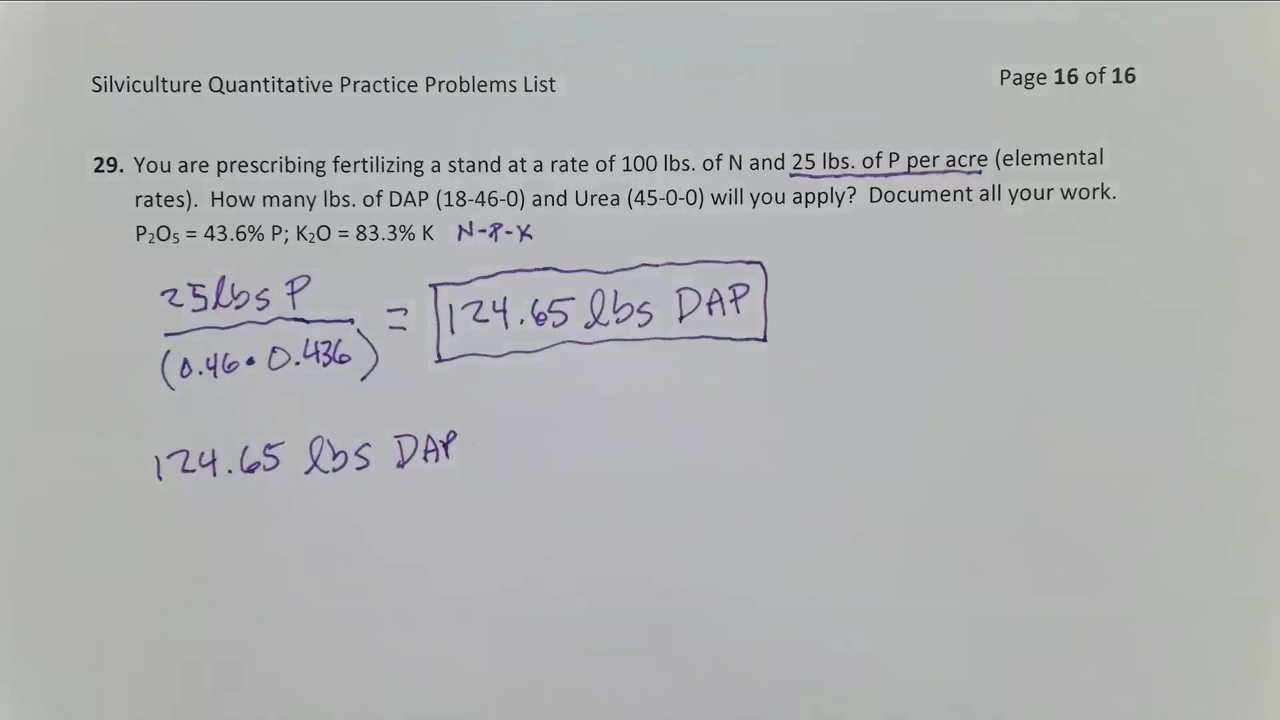 Silviculture Quantitative Practice Problems List
Page 16 of 16
29. You are prescribing fertilizing a stand at a rate of 100 lbs. of N and 25 lbs. of P per acre (elemental
rates). How many lbs. of DAP (18-46-0) and Urea (45-0-0) will you apply? Document all your work.
P₂O₅ = 43.6% P; K₂O = 83.3% K N-P-K
25 lbs P
(0.46 • 0.436)
= 124.65 lbs DAP
124.65 lbs DAP